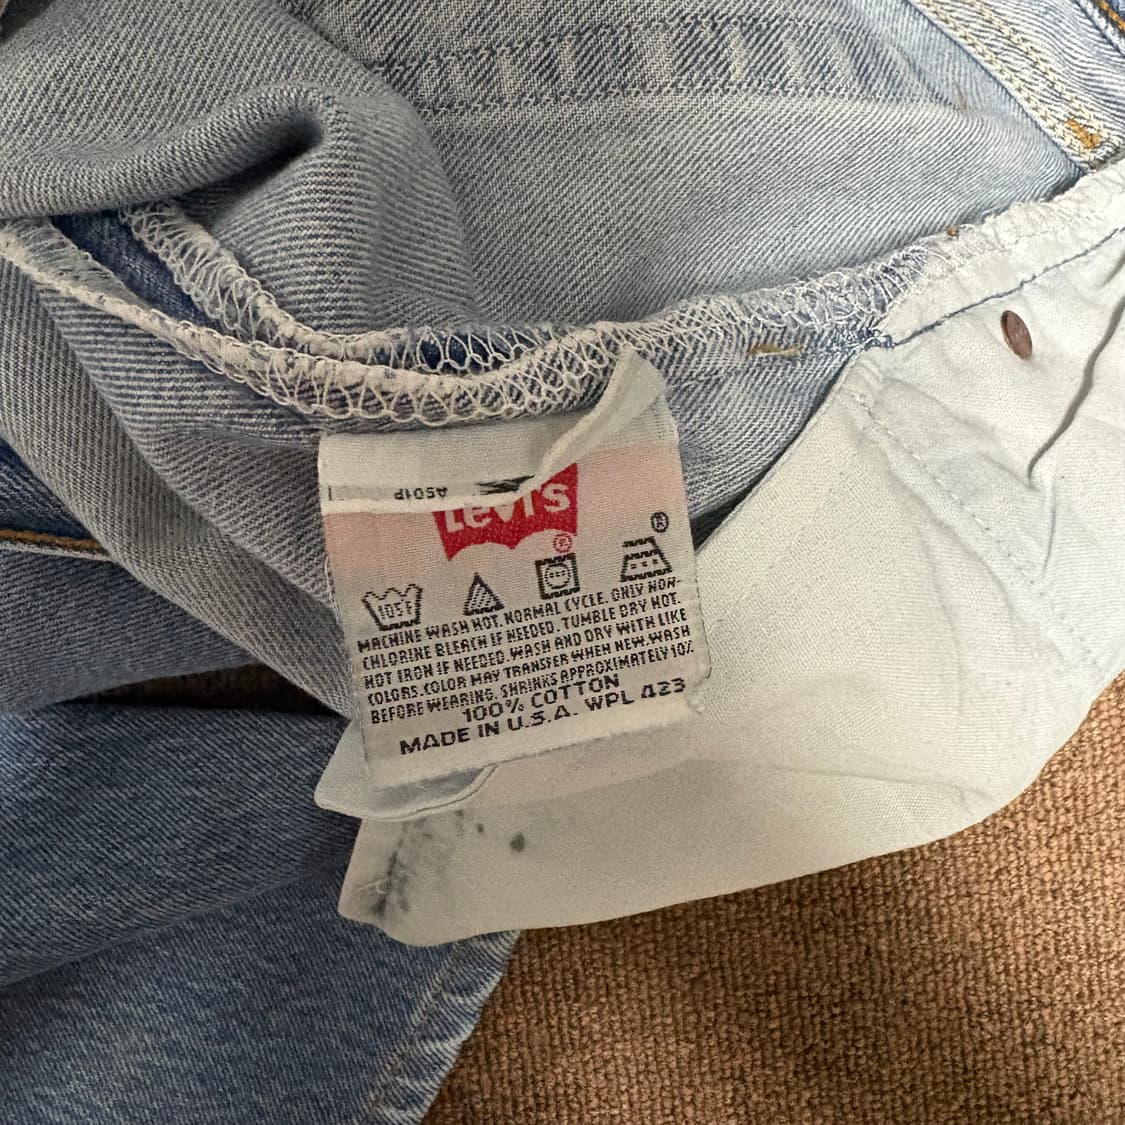 A501P
Levi's
®
®
105F
MACHINE WASH HOT. NORMAL CYCLE. ONLY NON-
CHLORINE BLEACH IF NEEDED. TUMBLE DRY HOT.
HOT IRON IF NEEDED. WASH AND DRY WITH LIKE
COLORS. COLOR MAY TRANSFER WHEN NEW. WASH
BEFORE WEARING. SHRINKS APPROXIMATELY 10%
100% COTTON
MADE IN U.S.A. WPL 423